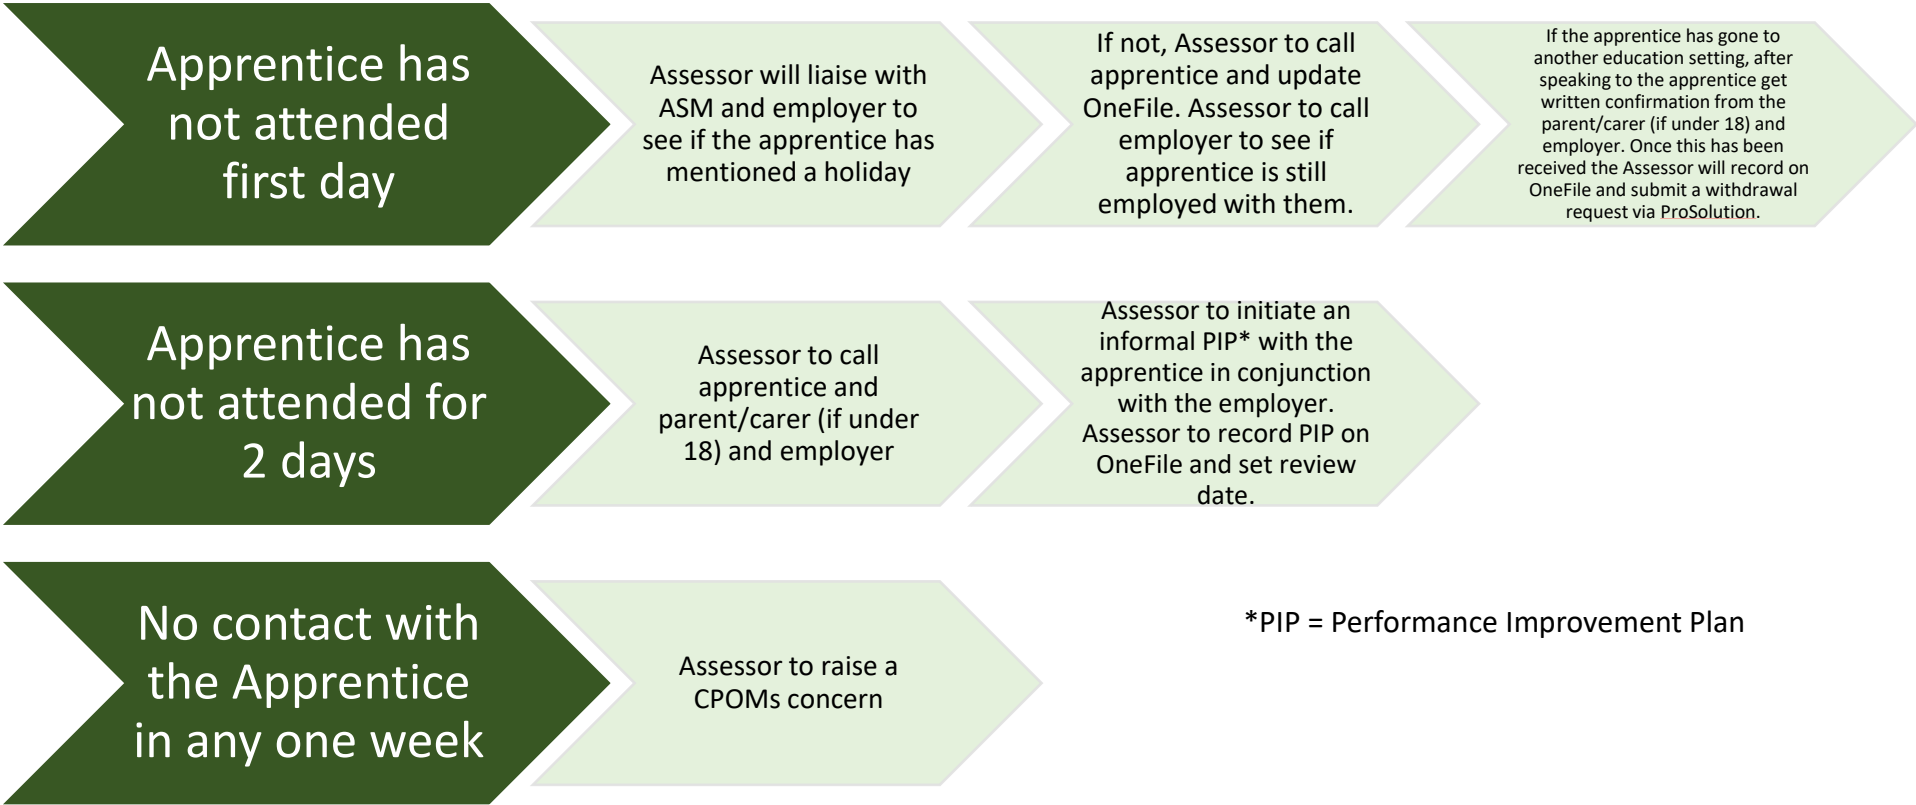 Apprentice has
not attended
first day
Assessor will liaise with
ASM and employer to
see if the apprentice has
mentioned a holiday
If not, Assessor to call
apprentice and update
OneFile. Assessor to call
employer to see if
apprentice is still
employed with them.
If the apprentice has gone to
another education setting, after
speaking to the apprentice get
written confirmation from the
parent/carer (if under 18) and
employer. Once this has been
received the Assessor will record on
OneFile and submit a withdrawal
request via ProSolution.
Apprentice has
not attended for
2 days
Assessor to call
apprentice and
parent/carer (if under
18) and employer
Assessor to initiate an
informal PIP* with the
apprentice in conjunction
with the employer.
Assessor to record PIP on
OneFile and set review
date.
No contact with
the Apprentice
in any one week
Assessor to raise a
CPOMs concern
*PIP = Performance Improvement Plan